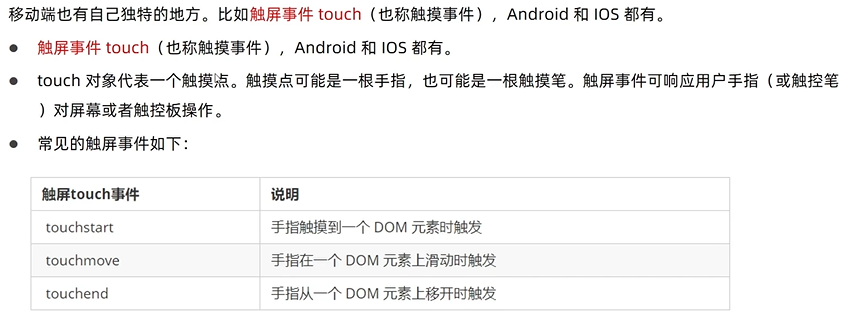 移动端也有自己独特的地方。比如触屏事件 touch（也称触摸事件），Android 和 IOS 都有。
● 触屏事件 touch（也称触摸事件），Android 和 IOS 都有。
● touch 对象代表一个触摸点。触摸点可能是一根手指，也可能是一根触摸笔。触屏事件可响应用户手指（或触控笔
）对屏幕或者触控板操作。
● 常见的触屏事件如下：
触屏touch事件 说明
touchstart 手指触摸到一个 DOM 元素时触发
touchmove 手指在一个 DOM 元素上滑动时触发
touchend 手指从一个 DOM 元素上移开时触发